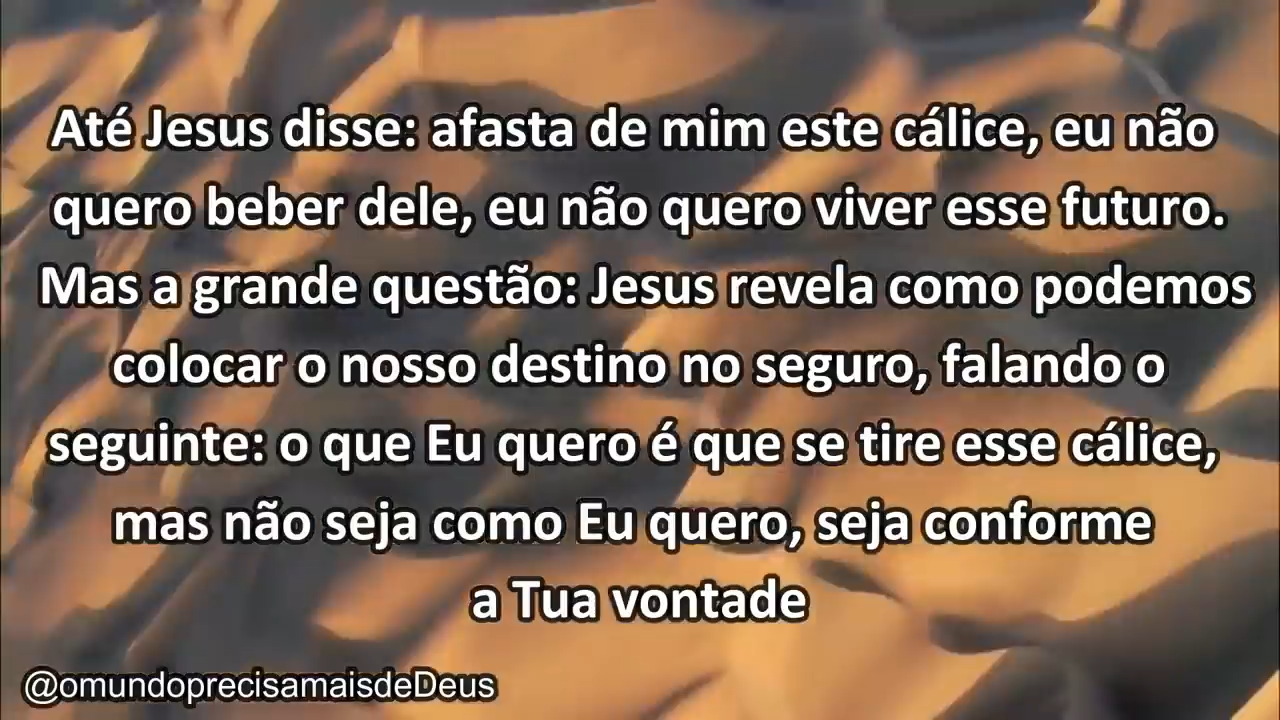 Até Jesus disse: afasta de mim este cálice, eu não
quero beber dele, eu não quero viver esse futuro.
Mas a grande questão: Jesus revela como podemos
colocar o nosso destino no seguro, falando o
seguinte: o que Eu quero é que se tire esse cálice,
mas não seja como Eu quero, seja conforme
a Tua vontade
@omundoprecisamaisdeDeus